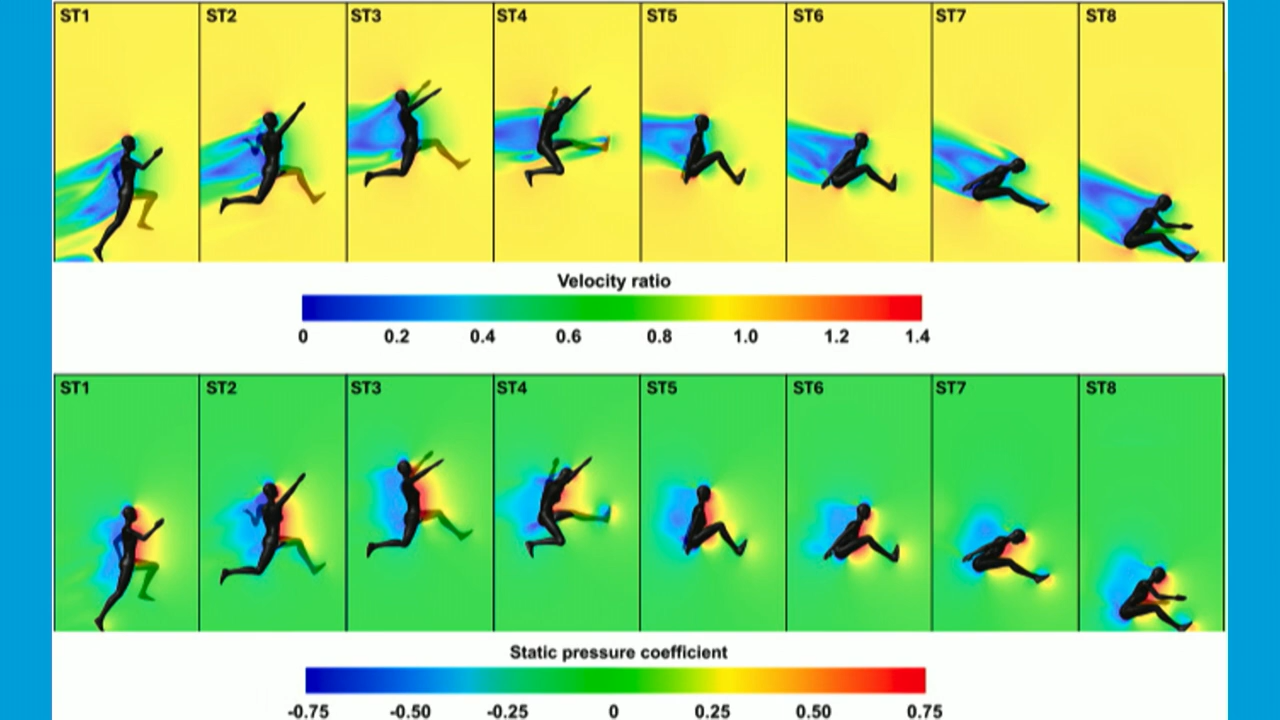 ST1 ST2 ST3 ST4 ST5 ST6 ST7 ST8
Velocity ratio
0 0.2 0.4 0.6 0.8 1.0 1.2 1.4
ST1 ST2 ST3 ST4 ST5 ST6 ST7 ST8
Static pressure coefficient
-0.75 -0.50 -0.25 0 0.25 0.50 0.75